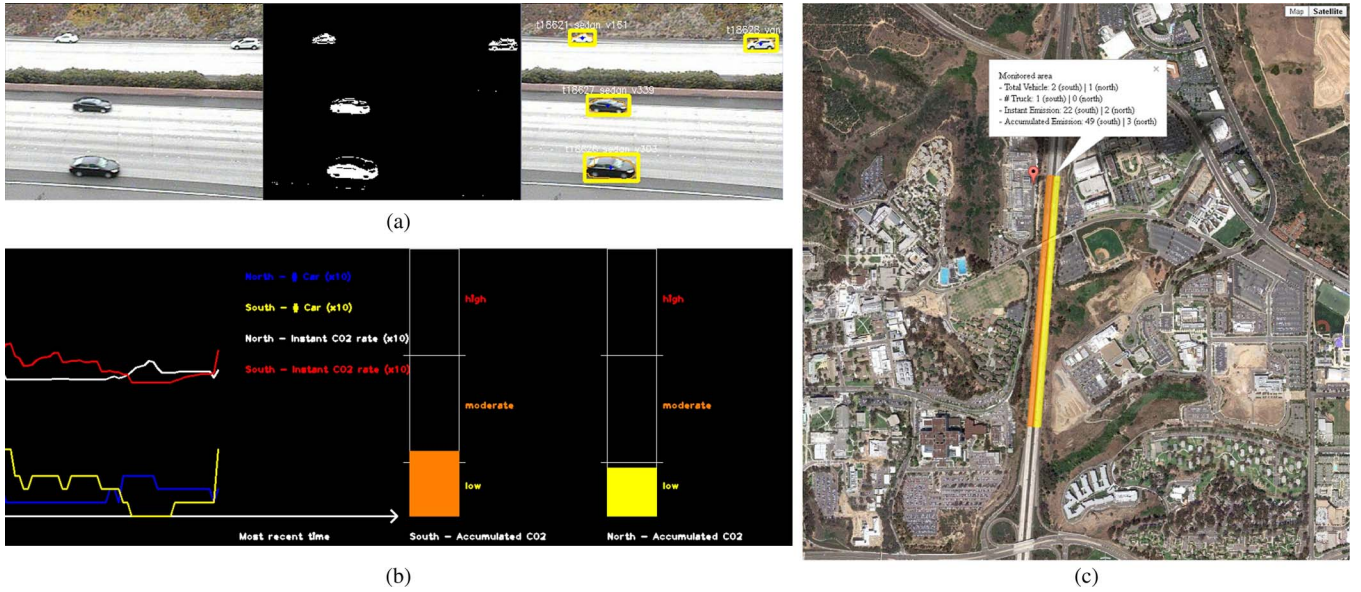 t18621_sedan_v161
t18628_van
t18627_sedan_v339
sedan_v303
(a)
North - # Car (x10)
South - # Car (x10)
North - Instant CO2 rate (x10)
South - Instant CO2 rate (x10)
high
moderate
low
high
moderate
low
Most recent time
South - Accumulated CO2
North - Accumulated CO2
(b)
Map
Satellite
Monitored area
- Total Vehicle: 2 (south) | 1 (north)
- # Truck: 1 (south) | 0 (north)
- Instant Emission: 22 (south) | 2 (north)
- Accumulated Emission: 49 (south) | 3 (north)
(c)